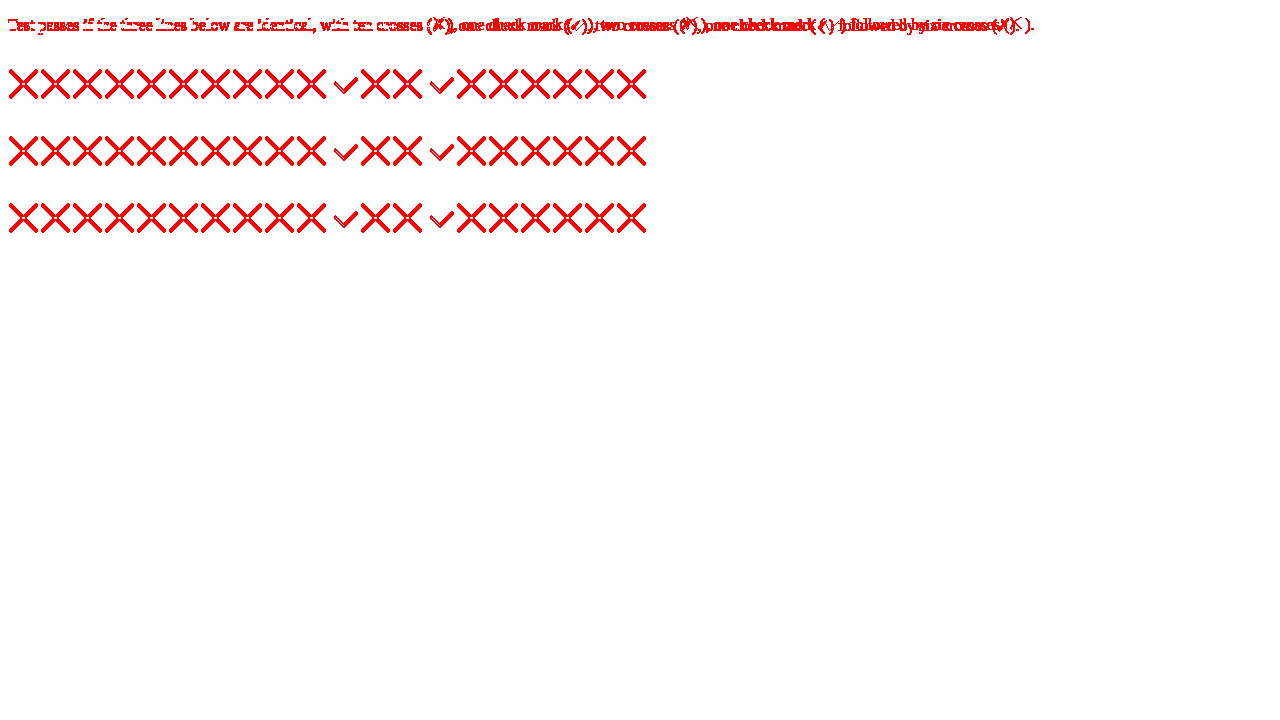 Test passes if the three lines below are identical, with ten crosses (✗), one check mark (✓), two crosses (✗), one check mark (✓) followed by six crosses (✗).
✗✗✗✗✗✗✗✗✗✗✓✗✗✓✗✗✗✗✗✗
✗✗✗✗✗✗✗✗✗✗✓✗✗✓✗✗✗✗✗✗
✗✗✗✗✗✗✗✗✗✗✓✗✗✓✗✗✗✗✗✗